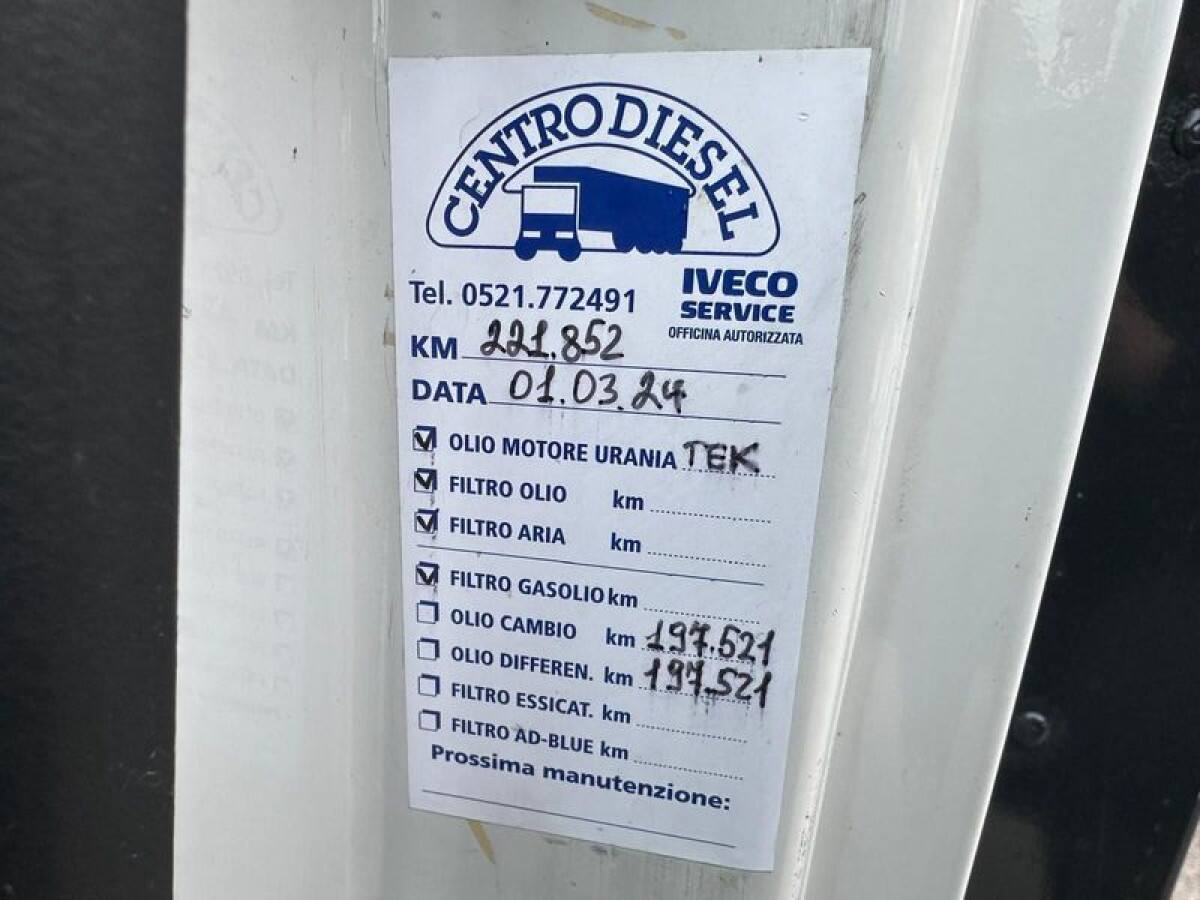 CENTRO DIESEL
IVECO
SERVICE
OFFICINA AUTORIZZATA
Tel. 0521.772491
KM 221.852
DATA 01.03.24
OLIO MOTORE URANIA TEK
FILTRO OLIO km
FILTRO ARIA km
FILTRO GASOLIO km
OLIO CAMBIO km 197.521
OLIO DIFFEREN. km 197.521
FILTRO ESSICAT. km
FILTRO AD-BLUE km
Prossima manutenzione: